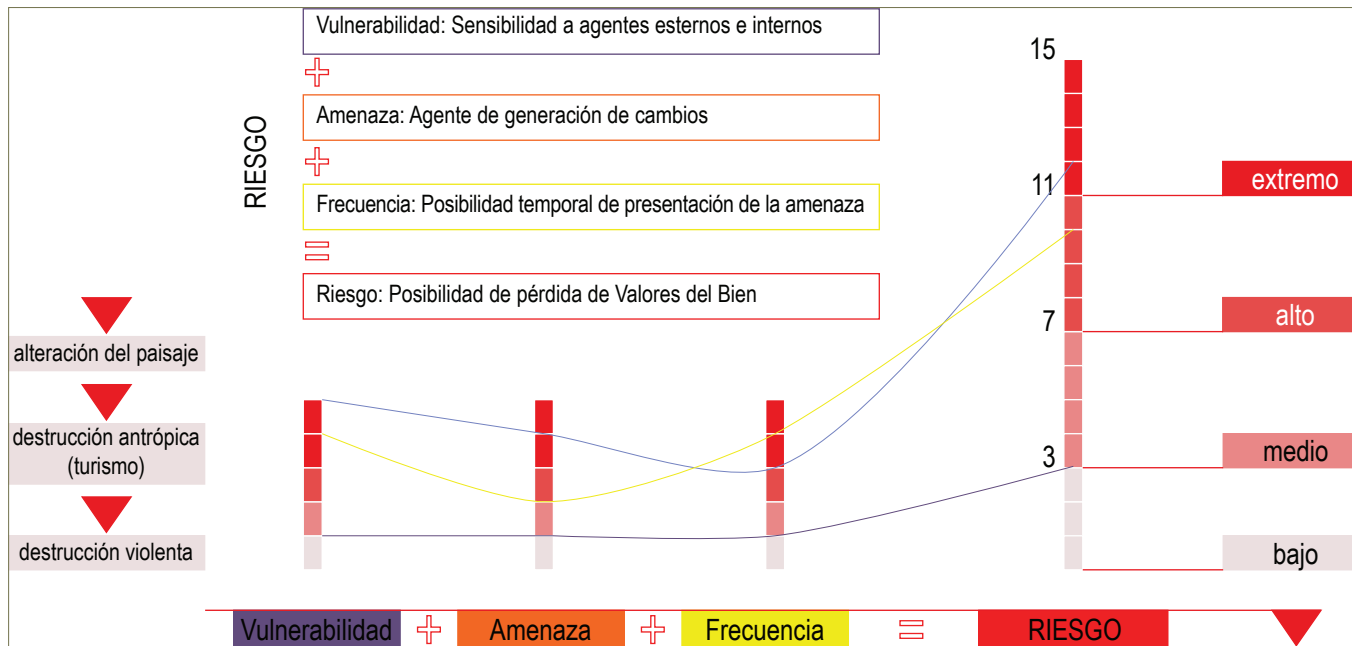 Vulnerabilidad: Sensibilidad a agentes esternos e internos
+
Amenaza: Agente de generación de cambios
+
Frecuencia: Posibilidad temporal de presentación de la amenaza
=
Riesgo: Posibilidad de pérdida de Valores del Bien
RIESGO
alteración del paisaje
destrucción antrópica
(turismo)
destrucción violenta
15
11
7
3
extremo
alto
medio
bajo
Vulnerabilidad + Amenaza + Frecuencia = RIESGO